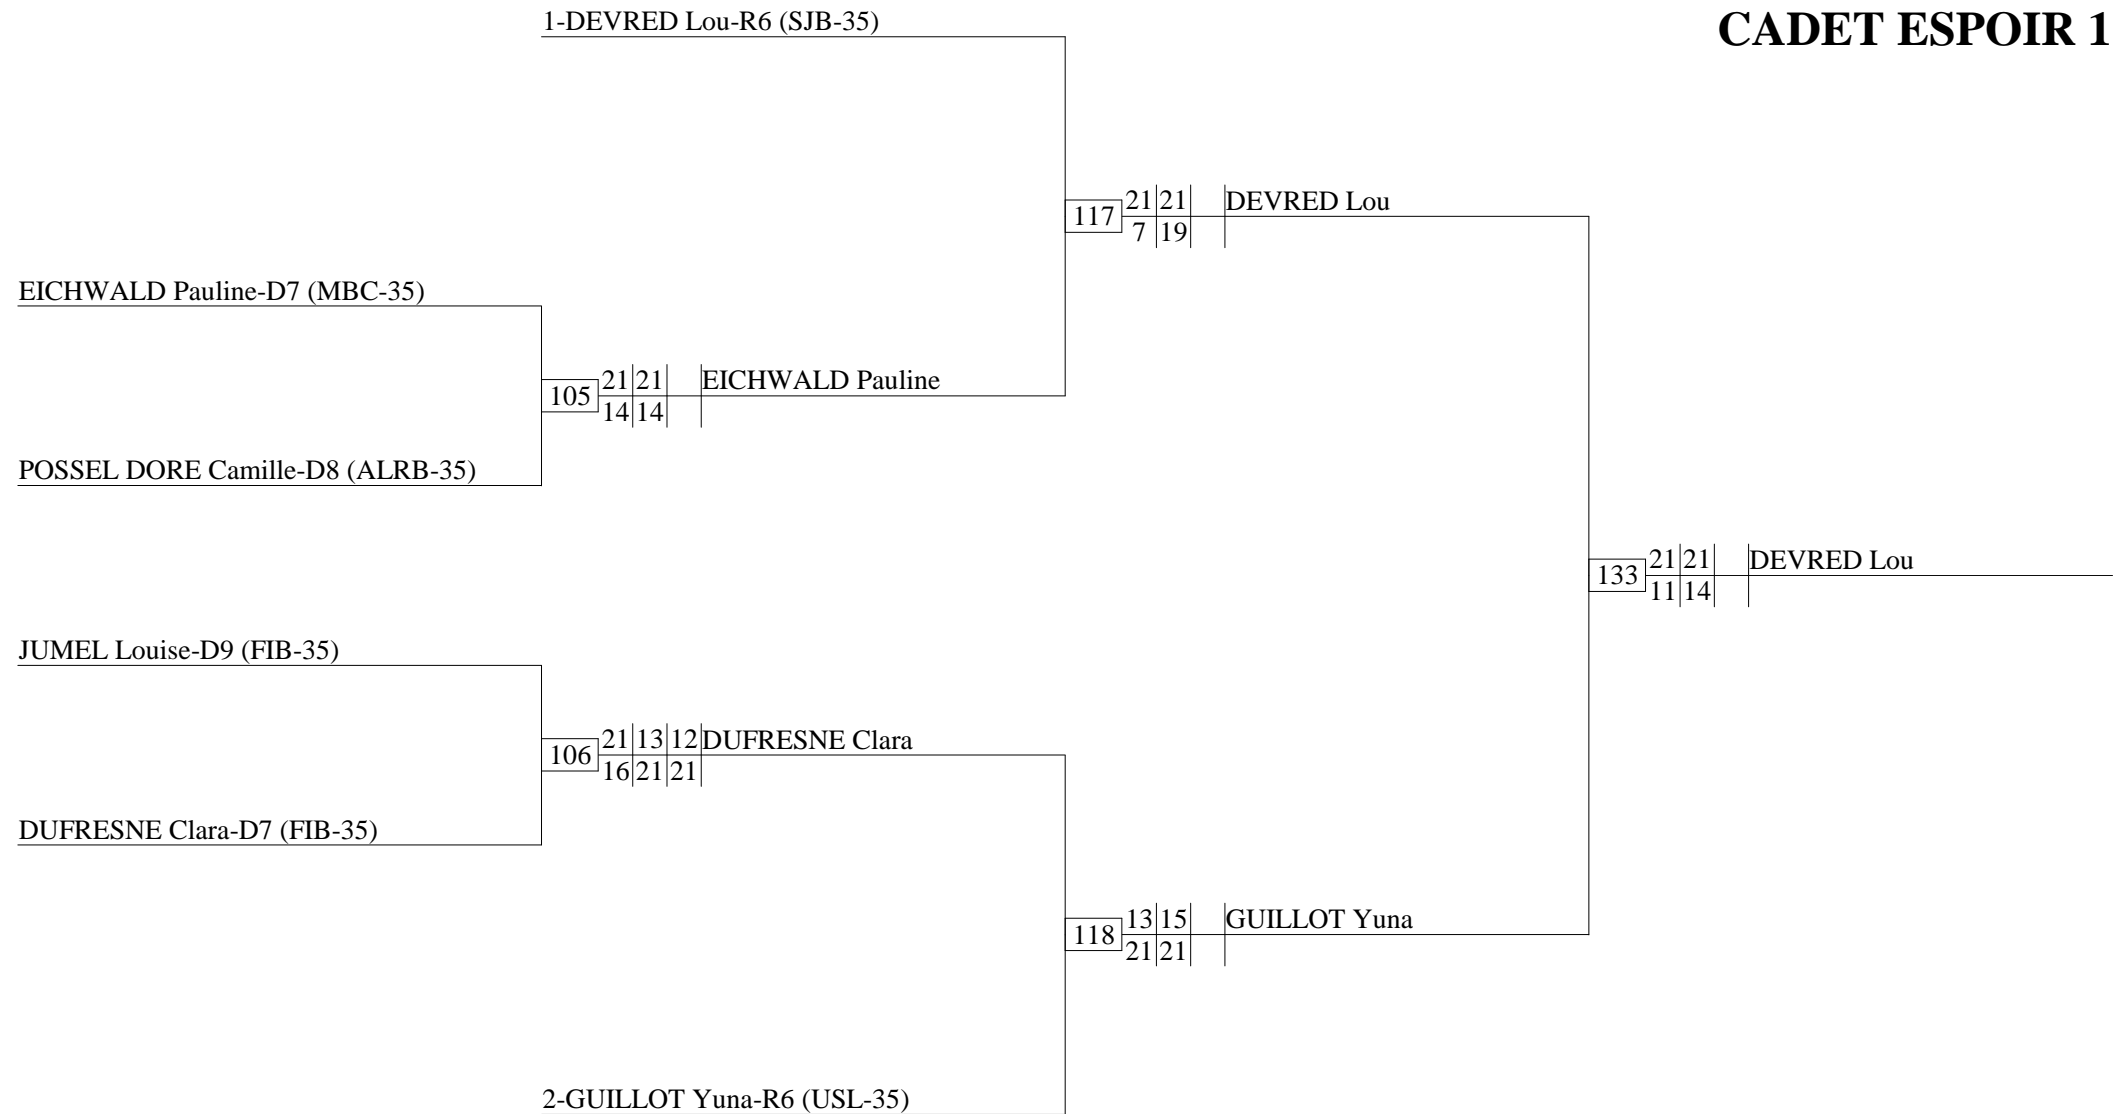 1-DEVRED Lou-R6 (SJB-35)
CADET ESPOIR 1
117
21 21
7 19
DEVRED Lou
EICHWALD Pauline-D7 (MBC-35)
105
21 21
14 14
EICHWALD Pauline
POSSEL DORE Camille-D8 (ALRB-35)
133
21 21
11 14
DEVRED Lou
JUMEL Louise-D9 (FIB-35)
106
21 13 12
16 21 21
DUFRESNE Clara
DUFRESNE Clara-D7 (FIB-35)
118
13 15
21 21
GUILLOT Yuna
2-GUILLOT Yuna-R6 (USL-35)